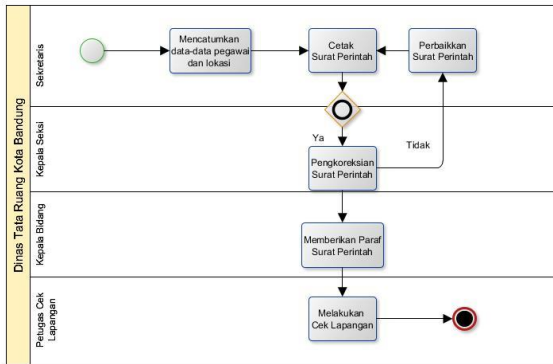 Dinas Tata Ruang Kota Bandung
Sekretaris
Mencatumkan
data-data pegawai
dan lokasi
Cetak
Surat Perintah
Perbaikkan
Surat Perintah
Kepala Seksi
Ya
Tidak
Pengkoreksian
Surat Perintah
Kepala Bidang
Memberikan Paraf
Surat Perintah
Petugas Cek
Lapangan
Melakukan
Cek Lapangan